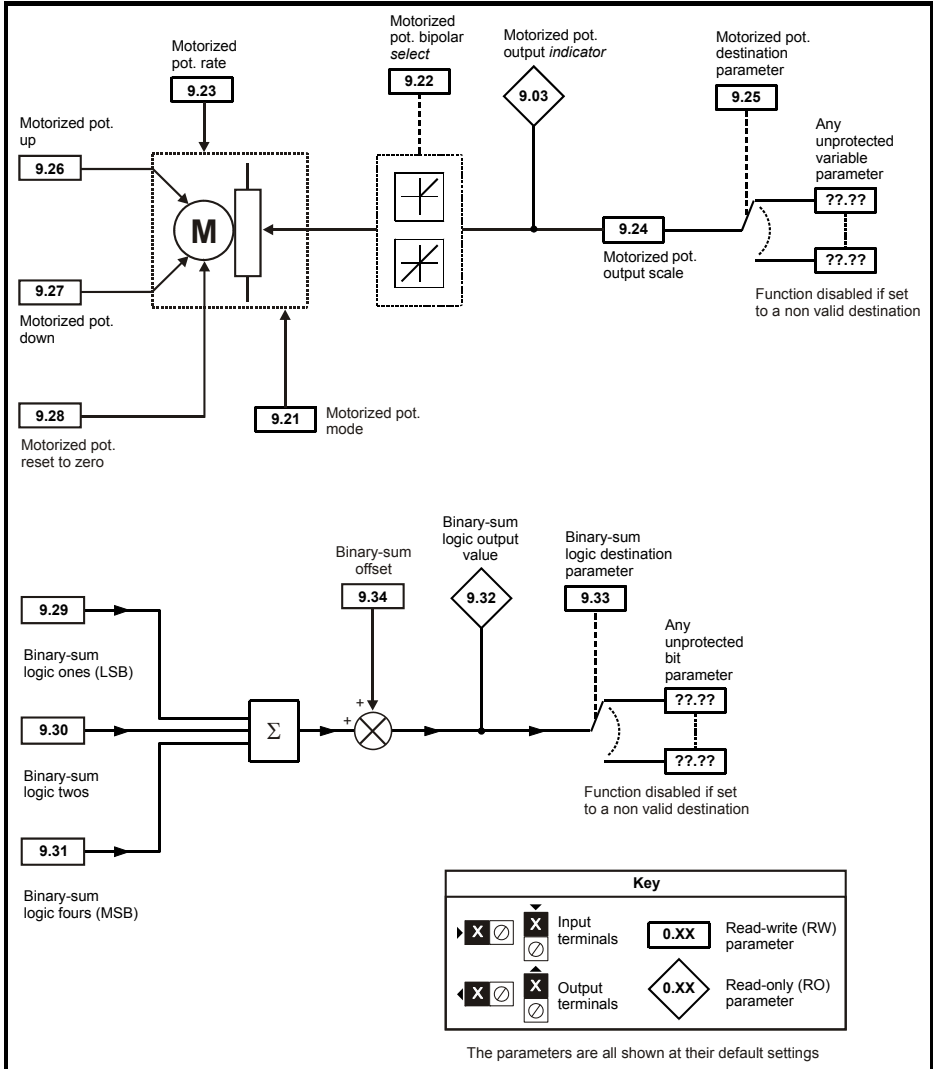 Motorized
pot. rate
9.23
Motorized
pot. bipolar
select
9.22
Motorized pot.
output indicator
9.03
Motorized pot.
destination
parameter
9.25
Motorized pot.
up
9.26
M
Any
unprotected
variable
parameter
??.??
??.??
9.24
Motorized pot.
output scale
Function disabled if set
to a non valid destination
9.27
Motorized pot.
down
9.28
Motorized pot.
reset to zero
9.21
Motorized pot.
mode
Binary-sum
offset
9.34
Binary-sum
logic output
value
9.32
Binary-sum
logic destination
parameter
9.33
9.29
Binary-sum
logic ones (LSB)
Any
unprotected
bit
parameter
??.??
??.??
9.30
Binary-sum
logic twos
Σ
+
+
Function disabled if set
to a non valid destination
9.31
Binary-sum
logic fours (MSB)
Key
X
X
Input
terminals
0.XX
Read-write (RW)
parameter
X
X
Output
terminals
0.XX
Read-only (RO)
parameter
The parameters are all shown at their default settings